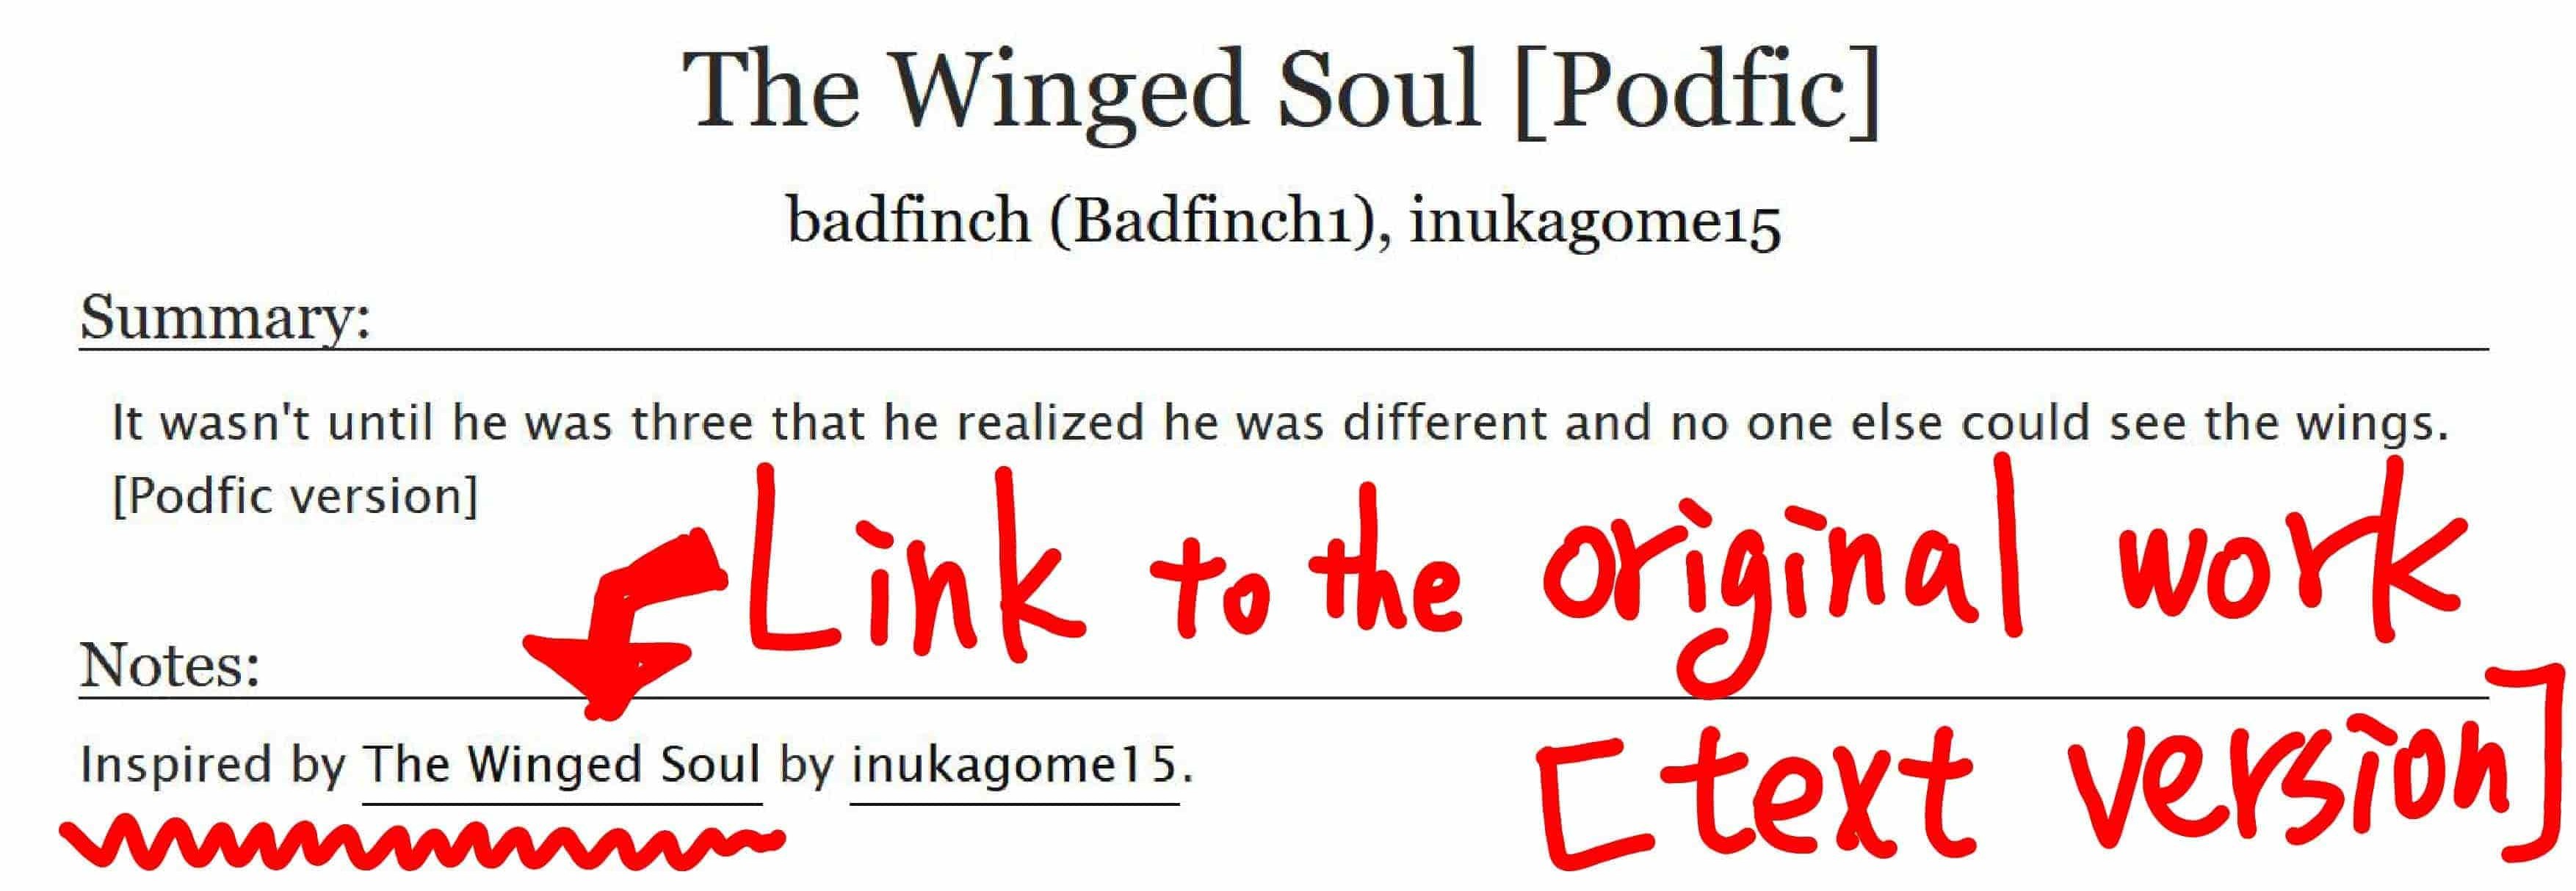 The Winged Soul [Podfic]
badfinch (Badfinch1), inukagome15
Summary:
It wasn't until he was three that he realized he was different and no one else could see the wings.
[Podfic version]
Link to the original work
[text version]
Notes:
Inspired by The Winged Soul by inukagome15.